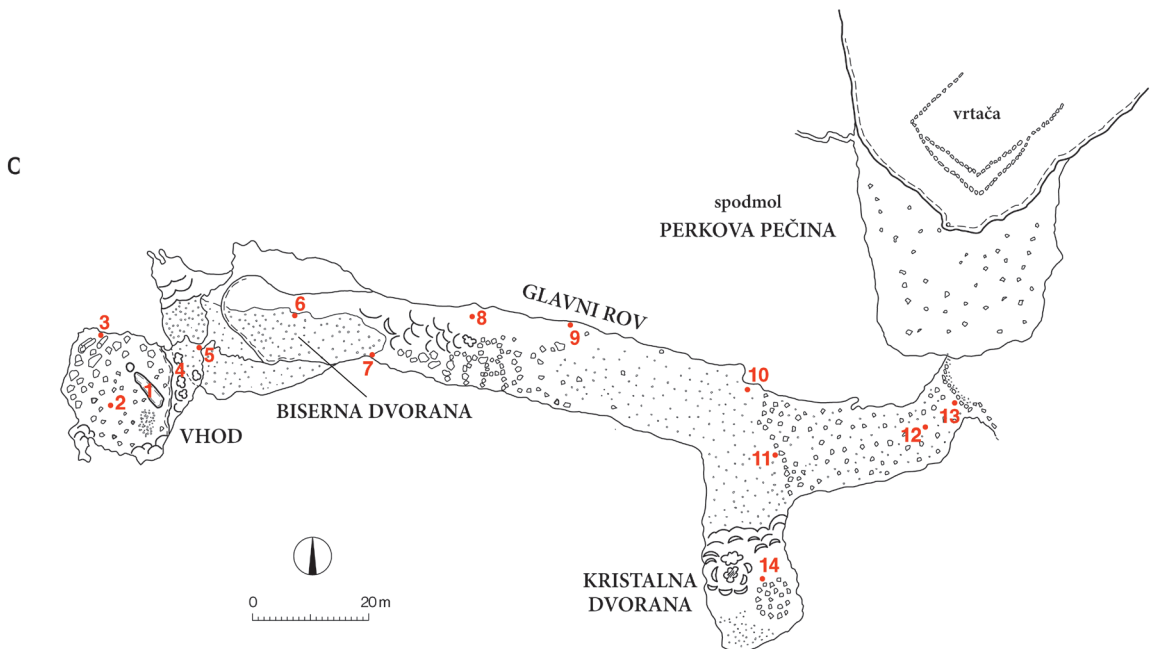 C
vrtača
spodmol
PERKOVA PEČINA
GLAVNI ROV
BISERNA DVORANA
VHOD
KRISTALNA
DVORANA
0 20 m
1
2
3
4
5
6
7
8
9
10
11
12
13
14